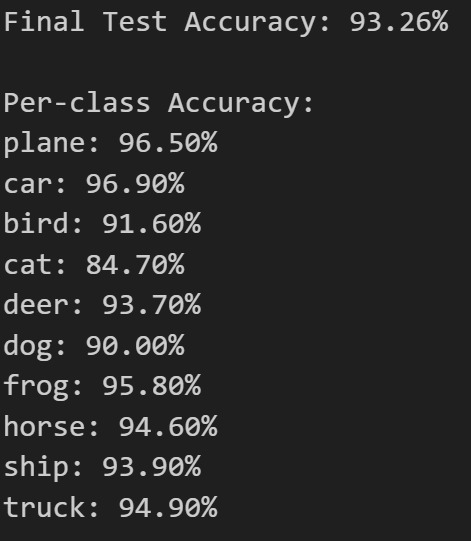 Final Test Accuracy: 93.26%
Per-class Accuracy:
plane: 96.50%
car: 96.90%
bird: 91.60%
cat: 84.70%
deer: 93.70%
dog: 90.00%
frog: 95.80%
horse: 94.60%
ship: 93.90%
truck: 94.90%